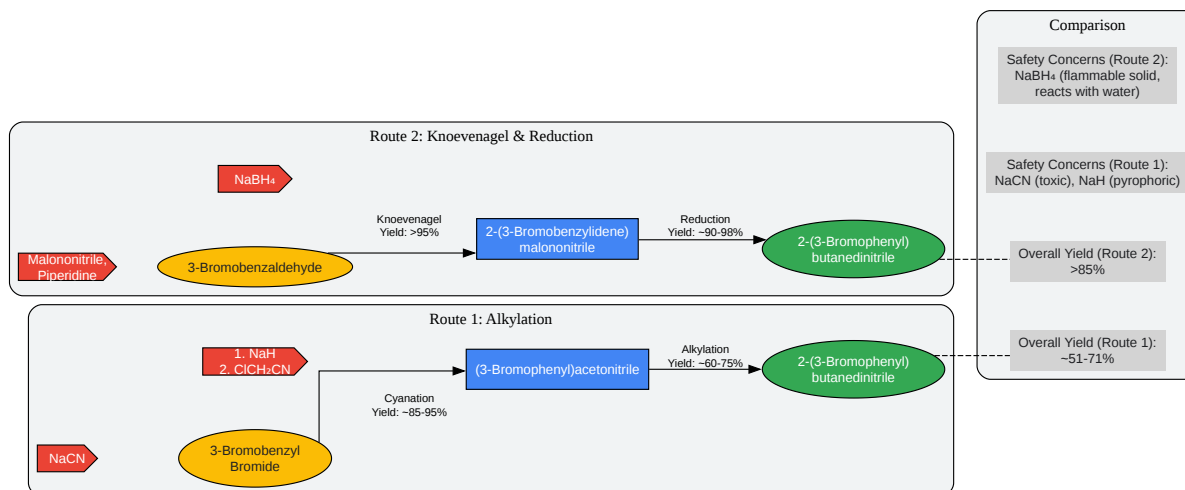 Comparison
Safety Concerns (Route 2):
NaBH₄ (flammable solid,
reacts with water)
Safety Concerns (Route 1):
NaCN (toxic), NaH (pyrophoric)
Overall Yield (Route 2):
>85%
Overall Yield (Route 1):
~51-71%
Route 2: Knoevenagel & Reduction
NaBH₄
Malononitrile,
Piperidine
3-Bromobenzaldehyde
Knoevenagel
Yield: >95%
2-(3-Bromobenzylidene)
malononitrile
Reduction
Yield: ~90-98%
2-(3-Bromophenyl)
butanedinitrile
Route 1: Alkylation
1. NaH
2. ClCH₂CN
NaCN
3-Bromobenzyl
Bromide
Cyanation
Yield: ~85-95%
(3-Bromophenyl)acetonitrile
Alkylation
Yield: ~60-75%
2-(3-Bromophenyl)
butanedinitrile